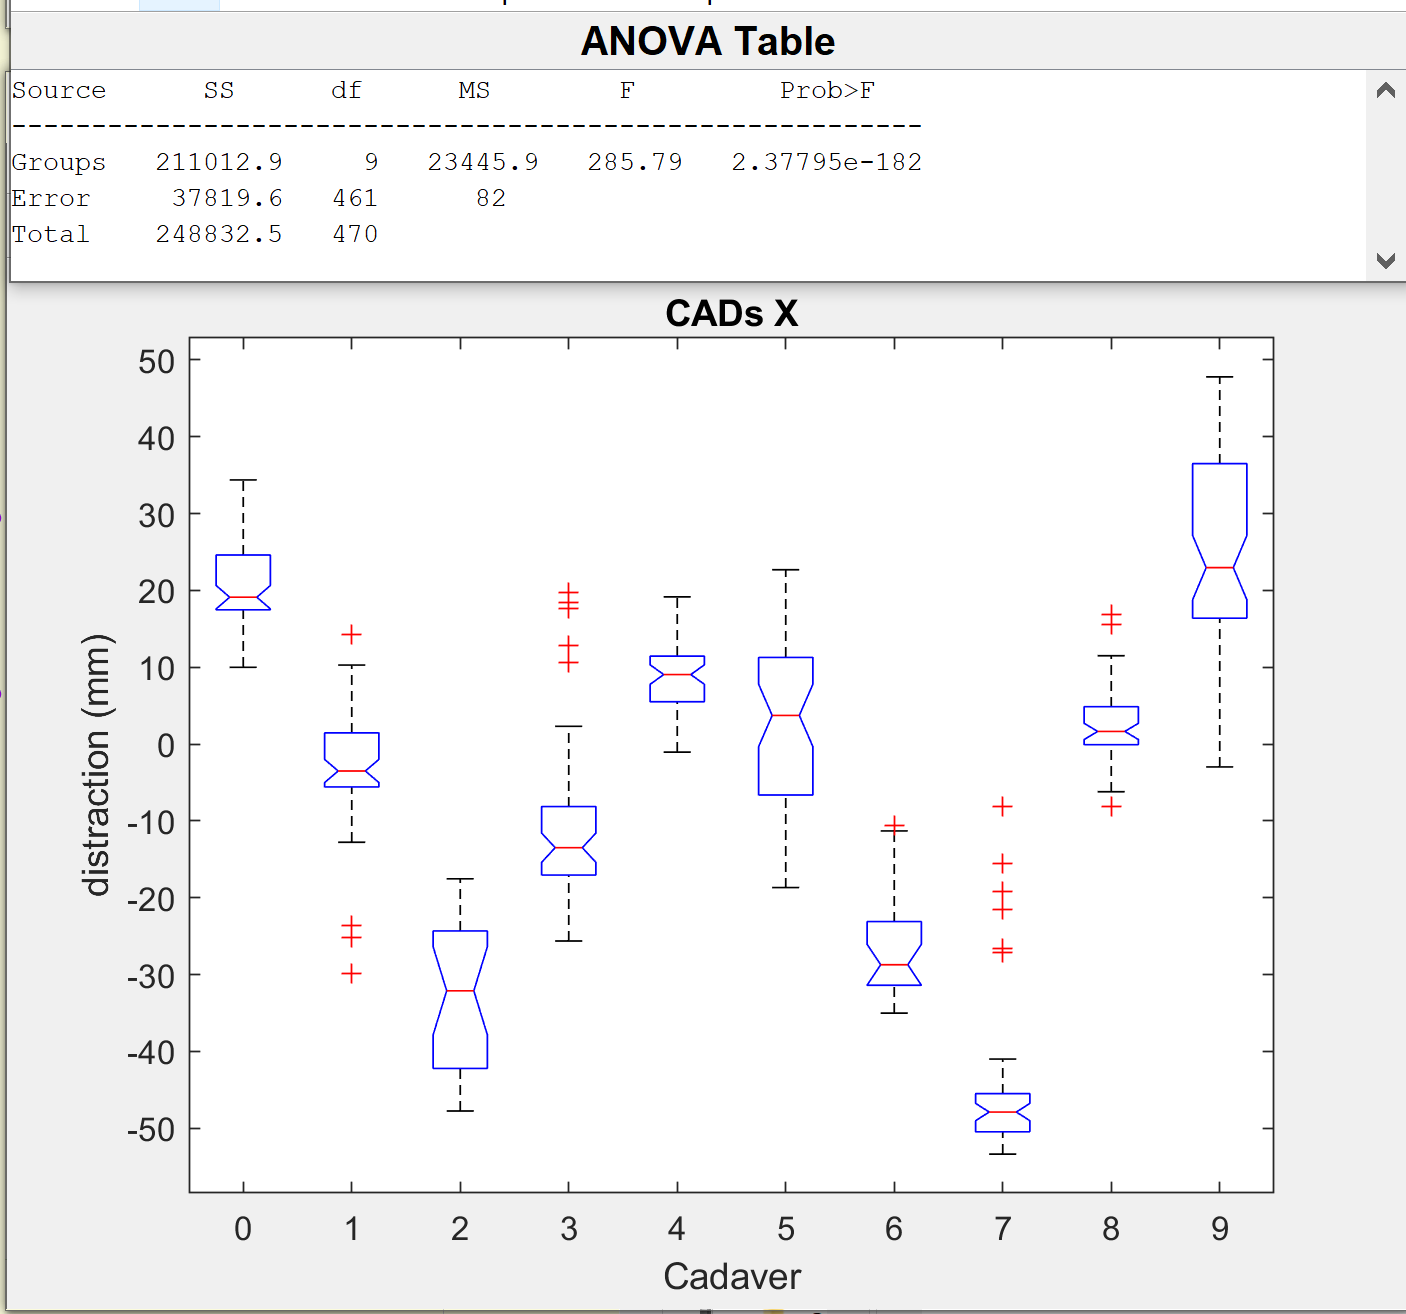 ANOVA Table
Source SS df MS F Prob>F
---------------------------------------------------------
Groups 211012.9 9 23445.9 285.79 2.37795e-182
Error 37819.6 461 82
Total 248832.5 470
CADs X
50
40
30
20
10
0
-10
-20
-30
-40
-50
distraction (mm)
0 1 2 3 4 5 6 7 8 9
Cadaver